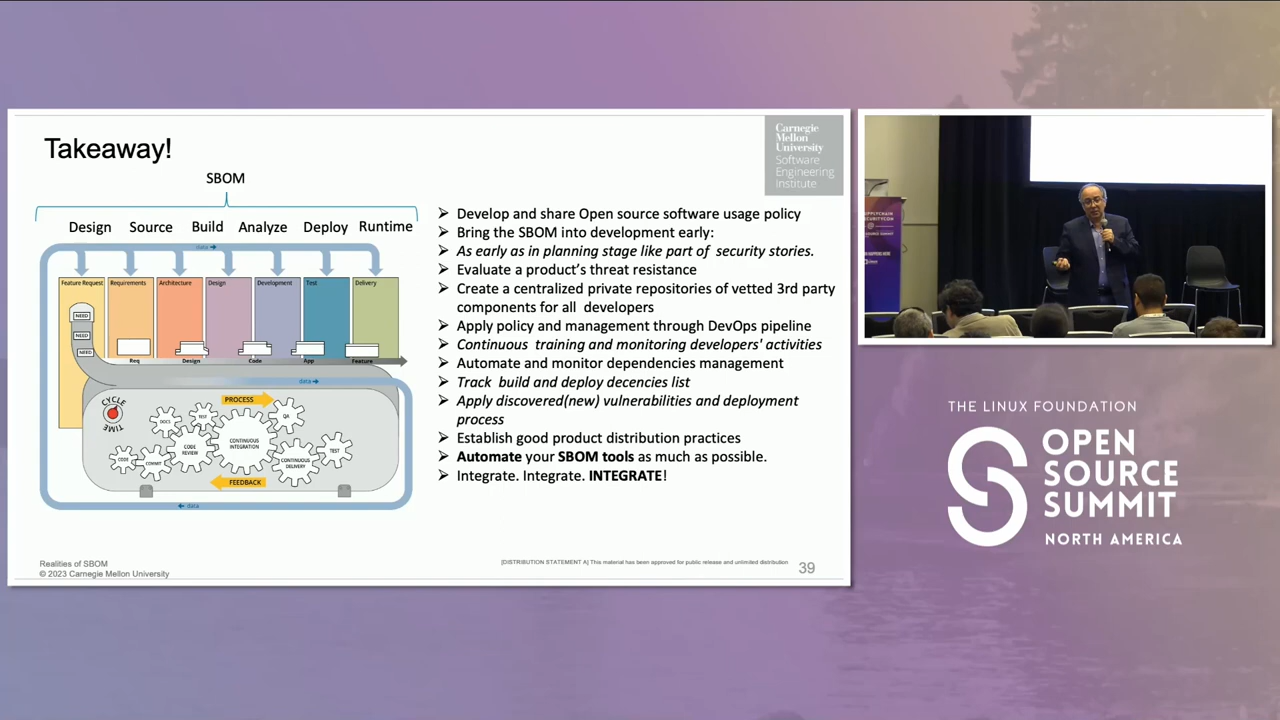 Takeaway!
Carnegie
Mellon
University
Software
Engineering
Institute
SBOM
Design Source Build Analyze Deploy Runtime
data
Feature Request
Requirements
Architecture
Design
Development
Test
Delivery
NEED
NEED
NEED
Req
Design
Code
App
Feature
data
CYCLE
TIME
PROCESS
DOCS
TEST
QA
CODE
REVIEW
CONTINUOUS
INTEGRATION
CODE
COMMIT
CONTINUOUS
DELIVERY
TEST
FEEDBACK
data
➢ Develop and share Open source software usage policy
➢ Bring the SBOM into development early:
➢ As early as in planning stage like part of security stories.
➢ Evaluate a product's threat resistance
➢ Create a centralized private repositories of vetted 3rd party
components for all developers
➢ Apply policy and management through DevOps pipeline
➢ Continuous training and monitoring developers' activities
➢ Automate and monitor dependencies management
➢ Track build and deploy decencies list
➢ Apply discovered(new) vulnerabilities and deployment
process
➢ Establish good product distribution practices
➢ Automate your SBOM tools as much as possible.
➢ Integrate. Integrate. INTEGRATE!
Realities of SBOM
© 2023 Carnegie Mellon University
[DISTRIBUTION STATEMENT A] This material has been approved for public release and unlimited distribution
39
THE LINUX FOUNDATION
OPEN
SOURCE
SUMMIT
NORTH AMERICA